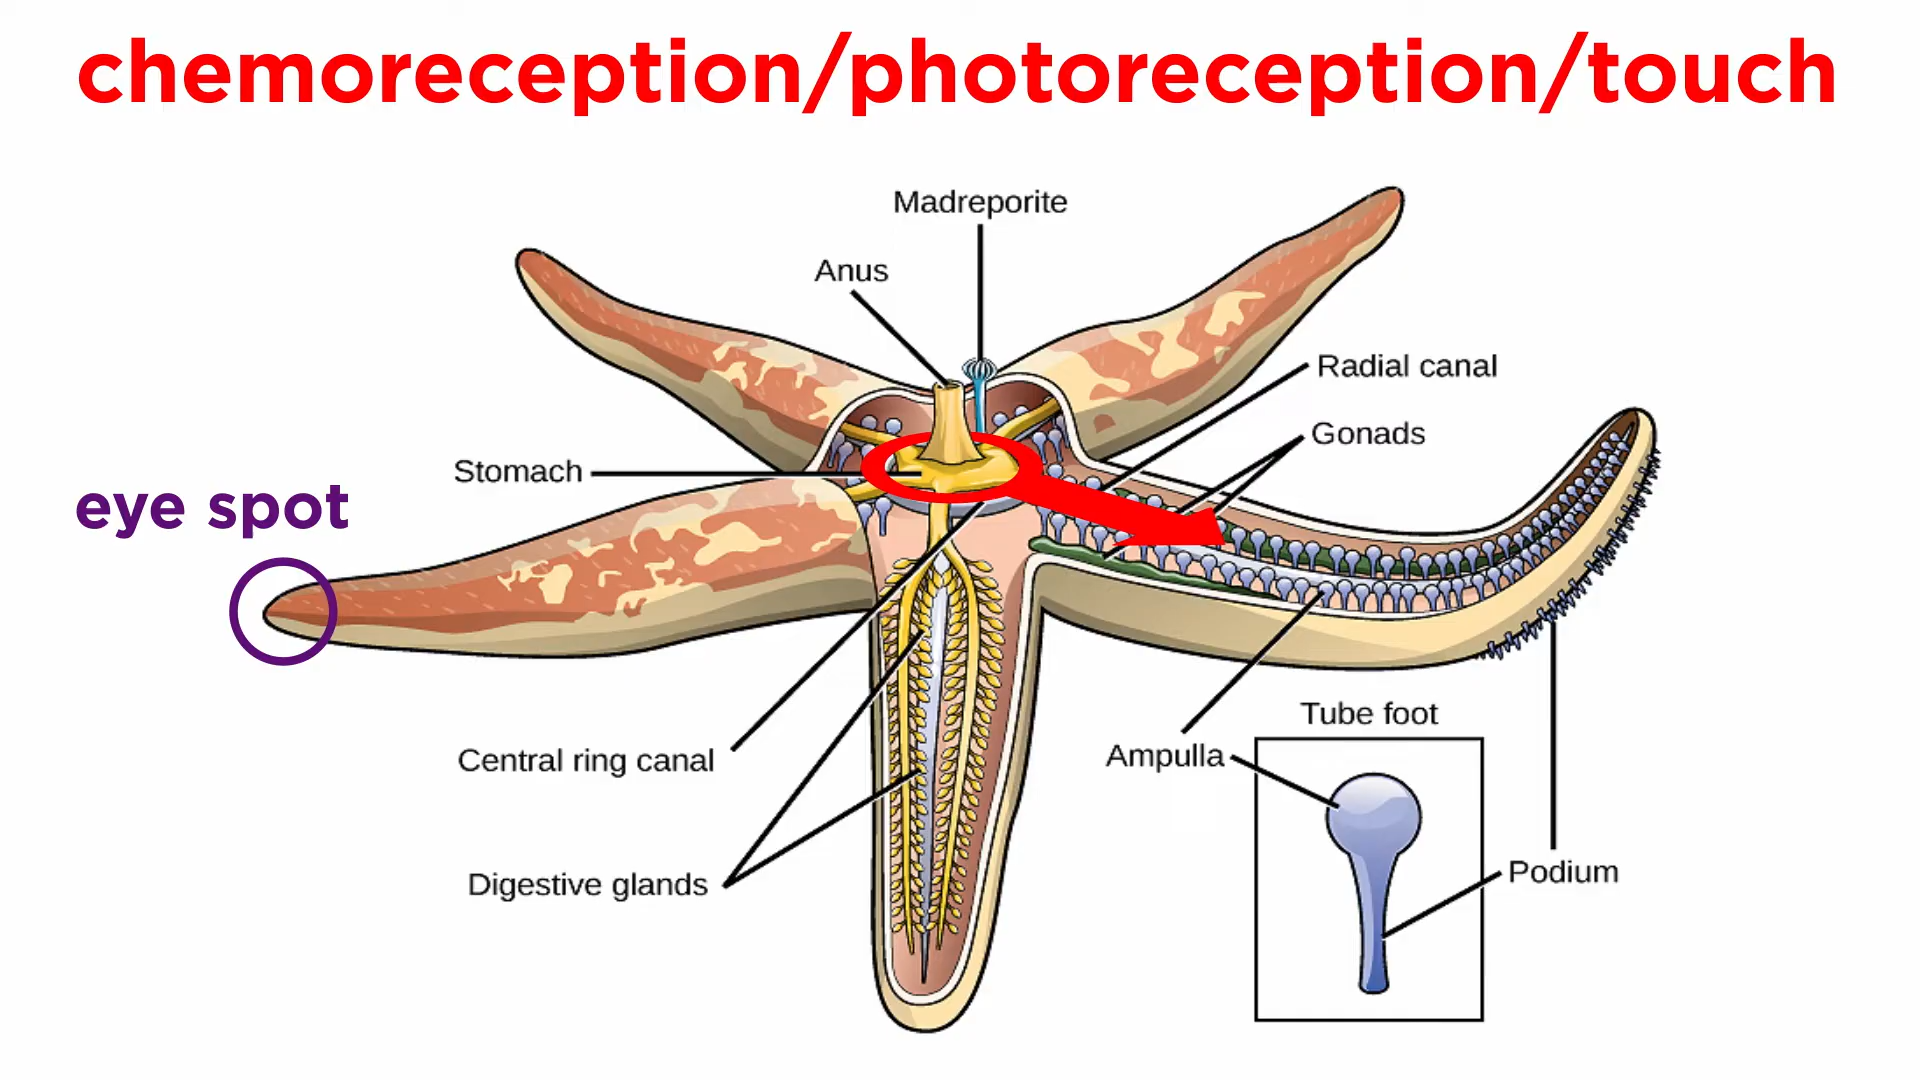 chemoreception/photoreception/touch
Madreporite
Anus
Radial canal
Gonads
Stomach
eye spot
Tube foot
Central ring canal
Ampulla
Podium
Digestive glands